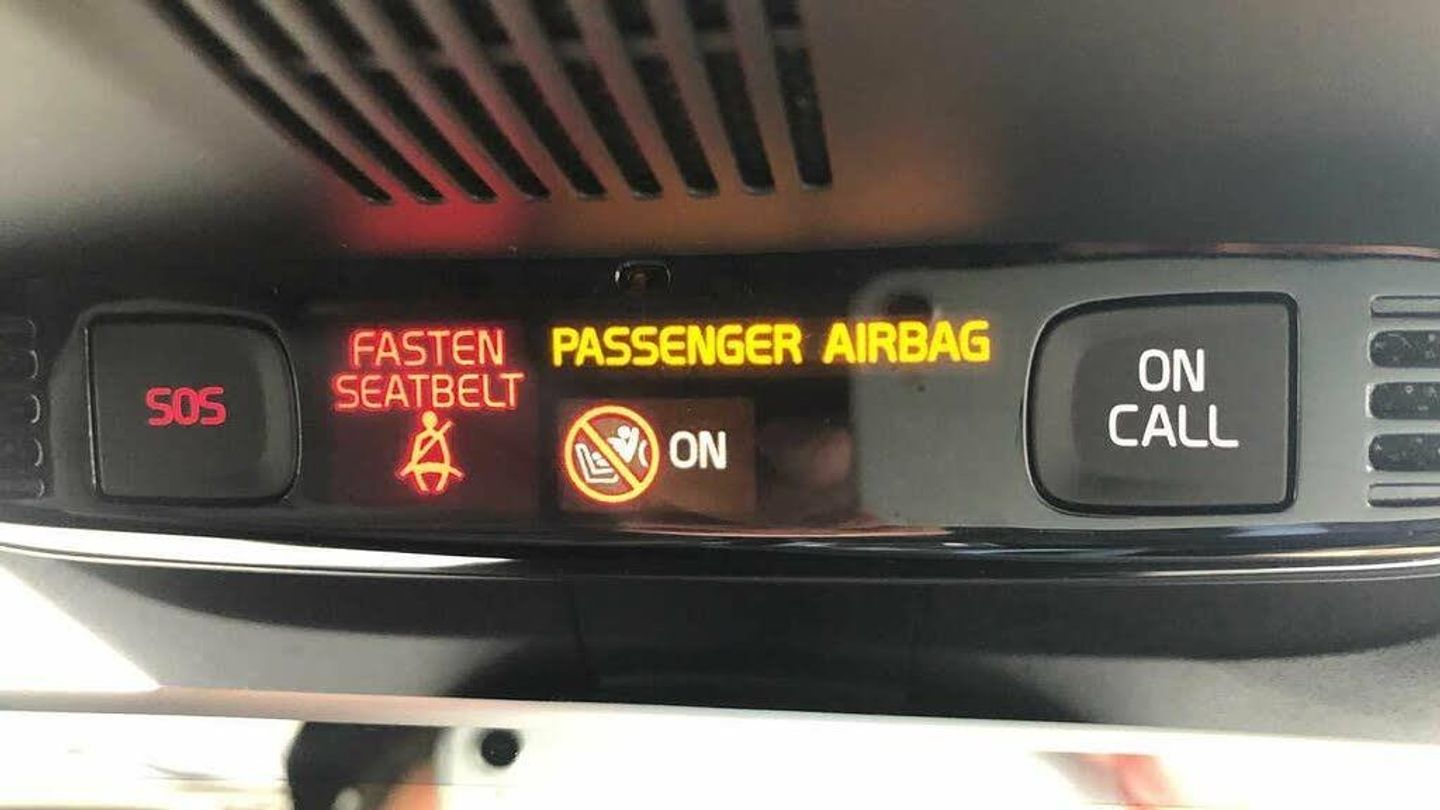 SOS
FASTEN
SEATBELT
PASSENGER AIRBAG
ON
ON
CALL